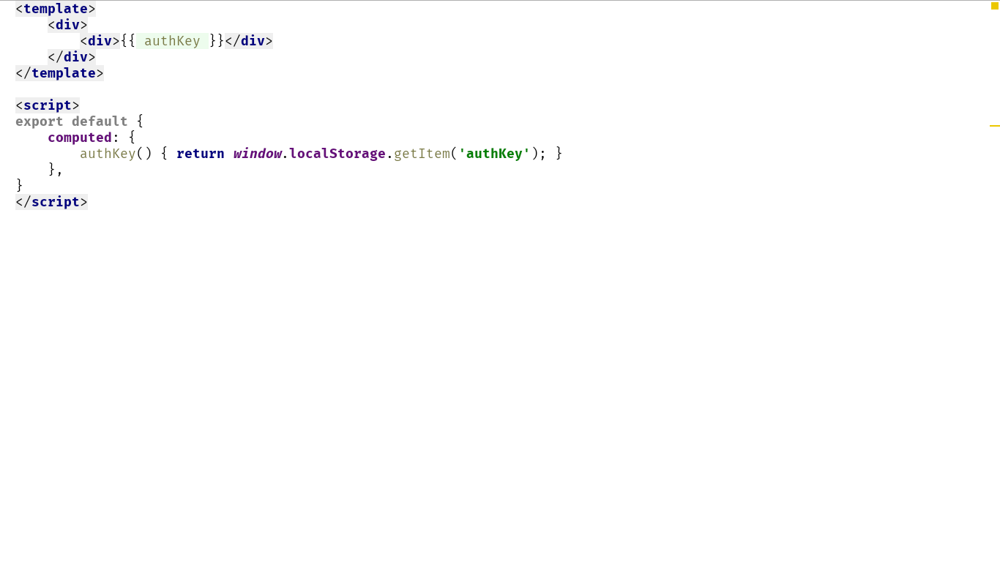 <template>
    <div>
        <div>{{ authKey }}</div>
    </div>
</template>

<script>
export default {
    computed: {
        authKey() { return window.localStorage.getItem('authKey'); }
    },
}
</script>